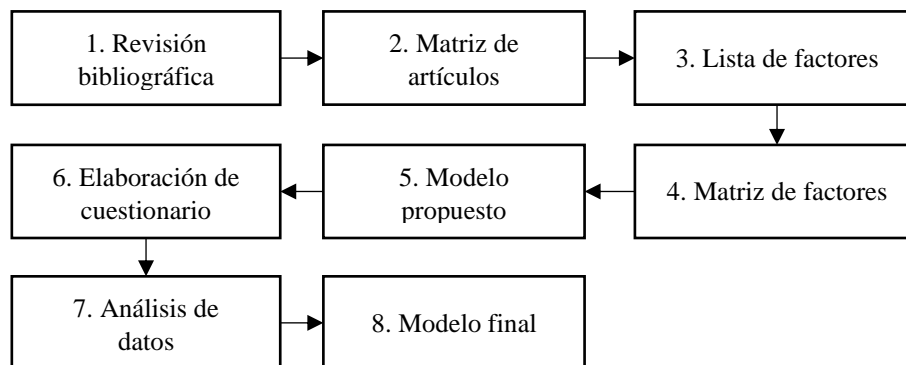 1. Revisión
bibliográfica
2. Matriz de
artículos
3. Lista de factores
4. Matriz de factores
5. Modelo
propuesto
6. Elaboración de
cuestionario
7. Análisis de
datos
8. Modelo final